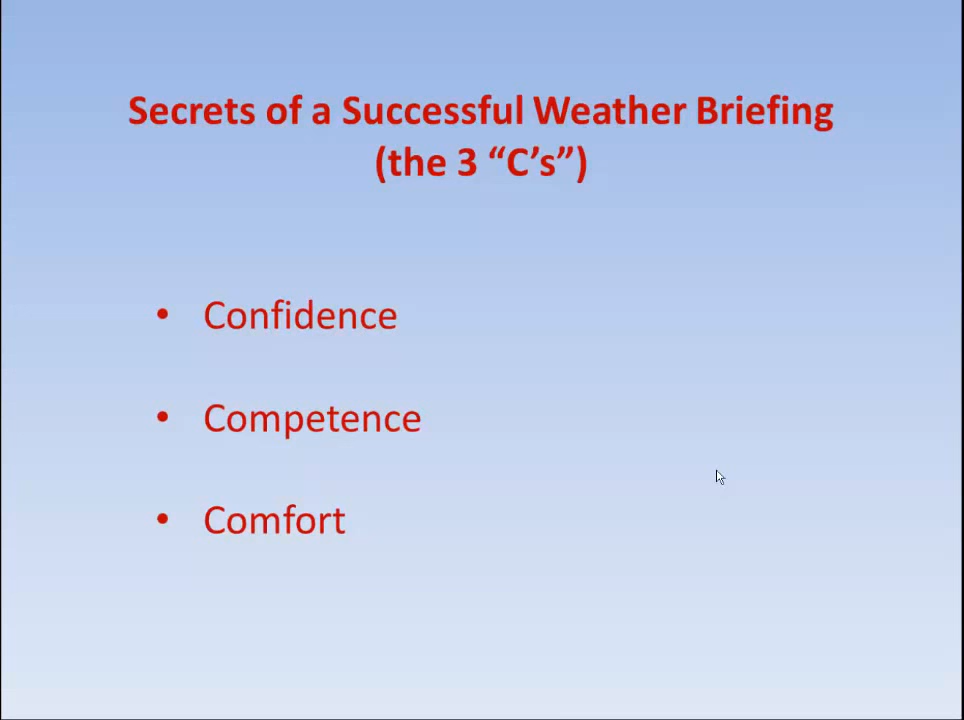 Secrets of a Successful Weather Briefing
(the 3 “C’s”)
• Confidence
• Competence
• Comfort